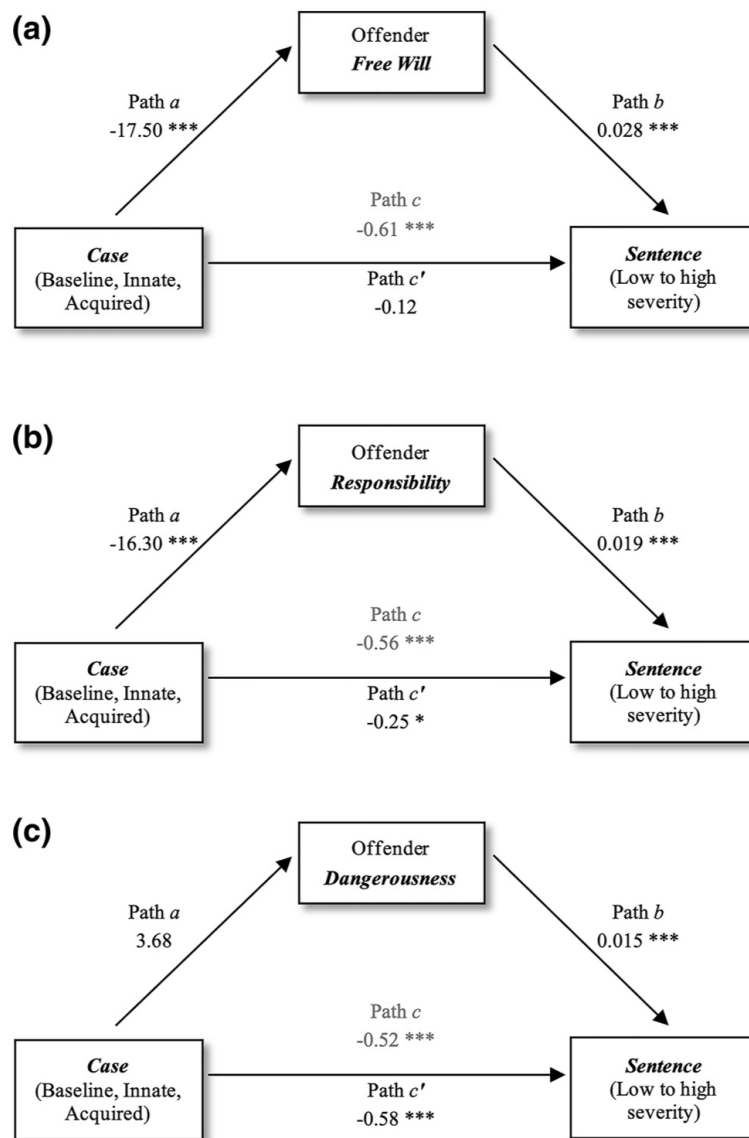 (a)
Offender
Free Will
Path a
-17.50 ***
Path b
0.028 ***
Path c
-0.61 ***
Case
(Baseline, Innate,
Acquired)
Path c'
-0.12
Sentence
(Low to high
severity)
(b)
Offender
Responsibility
Path a
-16.30 ***
Path b
0.019 ***
Path c
-0.56 ***
Case
(Baseline, Innate,
Acquired)
Path c'
-0.25 *
Sentence
(Low to high
severity)
(c)
Offender
Dangerousness
Path a
3.68
Path b
0.015 ***
Path c
-0.52 ***
Case
(Baseline, Innate,
Acquired)
Path c'
-0.58 ***
Sentence
(Low to high
severity)